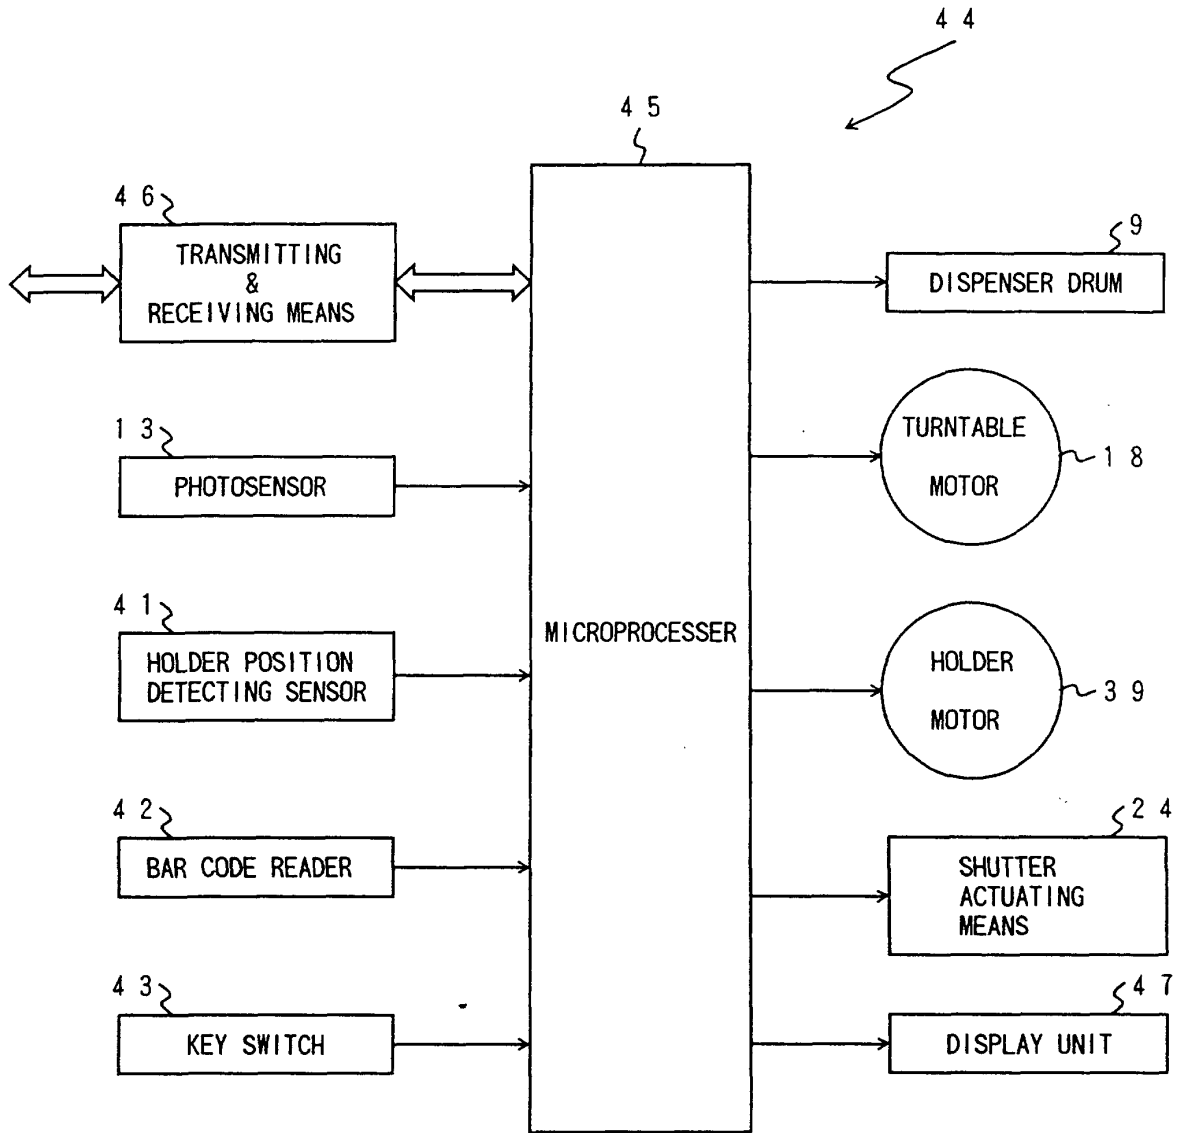 4 4
4 5
4 6
TRANSMITTING
&
RECEIVING MEANS
9
DISPENSER DRUM
1 3
PHOTOSENSOR
TURNTABLE
MOTOR
1 8
4 1
HOLDER POSITION
DETECTING SENSOR
MICROPROCESSER
HOLDER
MOTOR
3 9
4 2
BAR CODE READER
2 4
SHUTTER
ACTUATING
MEANS
4 3
KEY SWITCH
4 7
DISPLAY UNIT